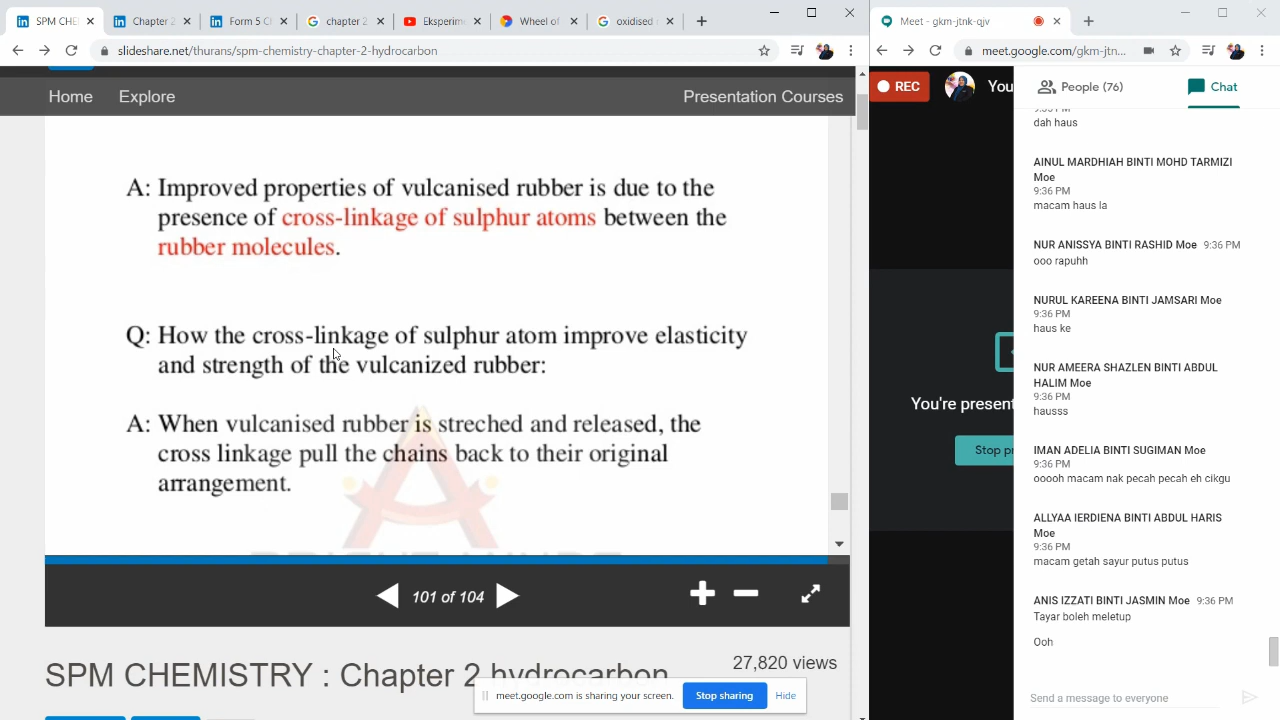 SPM CHEM
Chapter 2
Form 5 Ch
chapter 2
Eksperime
Wheel of
oxidised
Meet - gkm-jtnk-qjv
slideshare.net/thurans/spm-chemistry-chapter-2-hydrocarbon
meet.google.com/gkm-jtn...
Home
Explore
Presentation Courses
REC
You
People (76)
Chat
A: Improved properties of vulcanised rubber is due to the
presence of cross-linkage of sulphur atoms between the
rubber molecules.
Q: How the cross-linkage of sulphur atom improve elasticity
and strength of the vulcanized rubber:
A: When vulcanised rubber is streched and released, the
cross linkage pull the chains back to their original
arrangement.
101 of 104
SPM CHEMISTRY : Chapter 2 hydrocarbon
27,820 views
meet.google.com is sharing your screen.
Stop sharing
Hide
You're present
Stop pr
dah haus
AINUL MARDHIAH BINTI MOHD TARMIZI
Moe
9:36 PM
macam haus la
NUR ANISSYA BINTI RASHID Moe 9:36 PM
ooo rapuhh
NURUL KAREENA BINTI JAMSARI Moe
9:36 PM
haus ke
NUR AMEERA SHAZLEN BINTI ABDUL
HALIM Moe
9:36 PM
hausss
IMAN ADELIA BINTI SUGIMAN Moe
9:36 PM
ooooh macam nak pecah pecah eh cikgu
ALLYAA IERDIENA BINTI ABDUL HARIS
Moe
9:36 PM
macam getah sayur putus putus
ANIS IZZATI BINTI JASMIN Moe 9:36 PM
Tayar boleh meletup
Ooh
Send a message to everyone